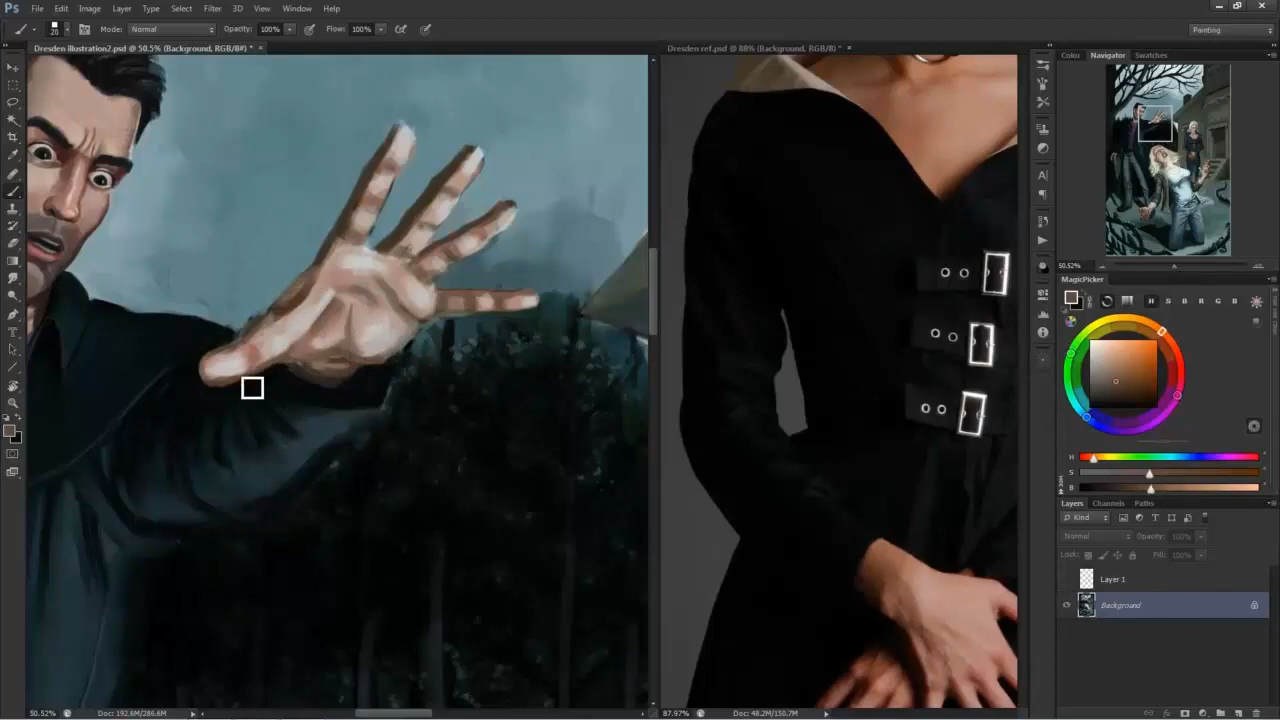 Ps File Edit Image Layer Type Select Filter 3D View Window Help
20 Mode: Normal Opacity: 100% Flow: 100% Painting
Dresden illustration2.psd @ 50.5% (Background, RGB/8#) * × Dresden ref.psd @ 88% (Background, RGB/8) * ×
Color Navigator Swatches
50.52%
MagicPicker
H S B R G B
H
S
B
Layers Channels Paths
Kind
Normal Opacity: 100%
Lock: Fill: 100%
Layer 1
Background
50.52% Doc: 192.6M/286.6M 87.97% Doc: 48.2M/150.7M